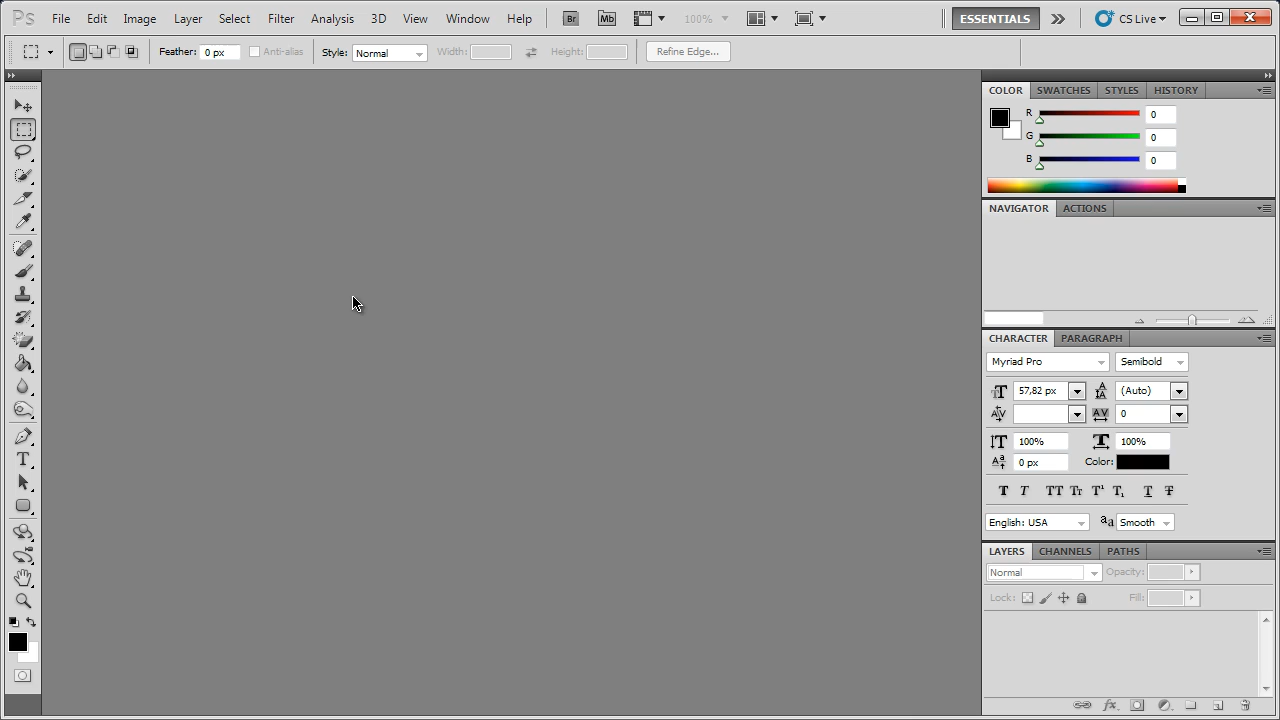 Ps File Edit Image Layer Select Filter Analysis 3D View Window Help Br Mb 100% ESSENTIALS CS Live
Feather: 0 px Anti-alias Style: Normal Width: Height: Refine Edge...
COLOR SWATCHES STYLES HISTORY
R 0
G 0
B 0
NAVIGATOR ACTIONS
CHARACTER PARAGRAPH
Myriad Pro Semibold
57,82 px (Auto)
0
100% 100%
0 px Color:
T T TT Tr T¹ T₁ T T
English: USA aa Smooth
LAYERS CHANNELS PATHS
Normal Opacity:
Lock: Fill:
fx